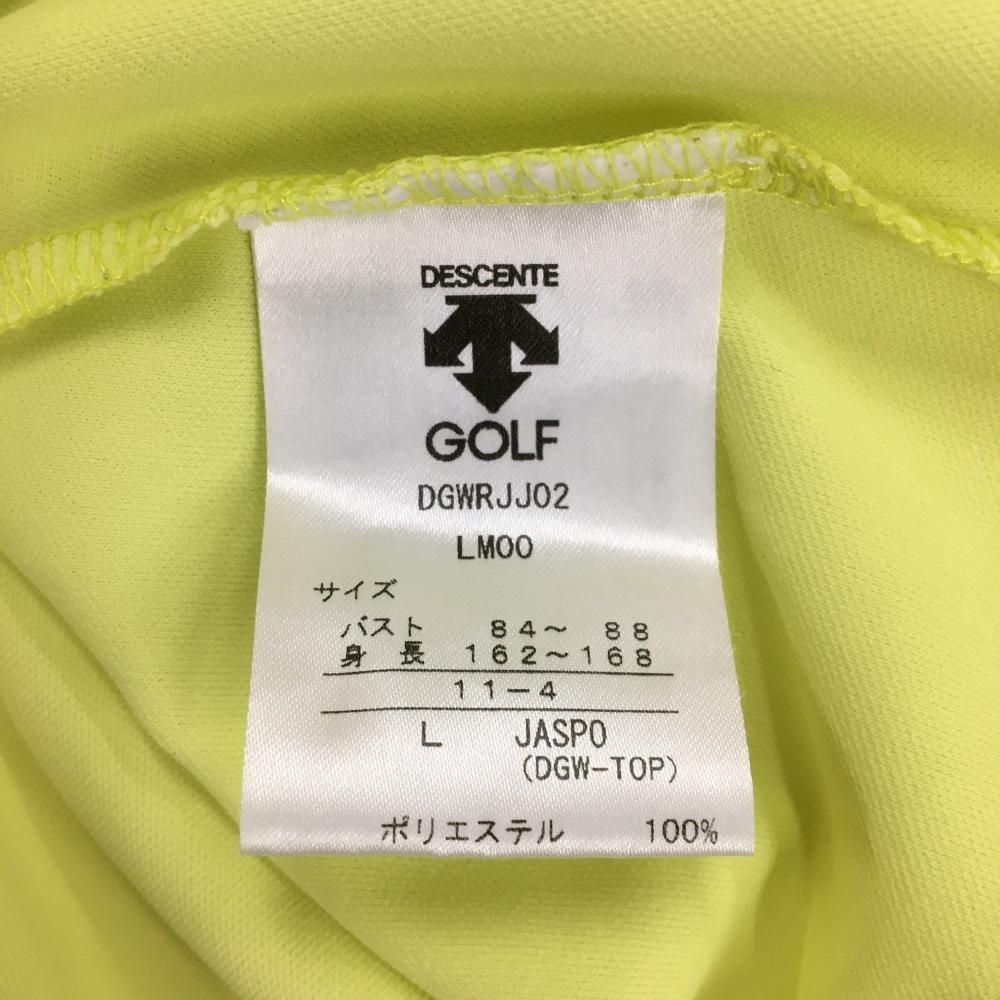 DESCENTE
GOLF
DGWRJJ02
LM00
サイズ
バスト 84～ 88
身長 162～168
11-4
L JASPO
(DGW-TOP)
ポリエステル 100%